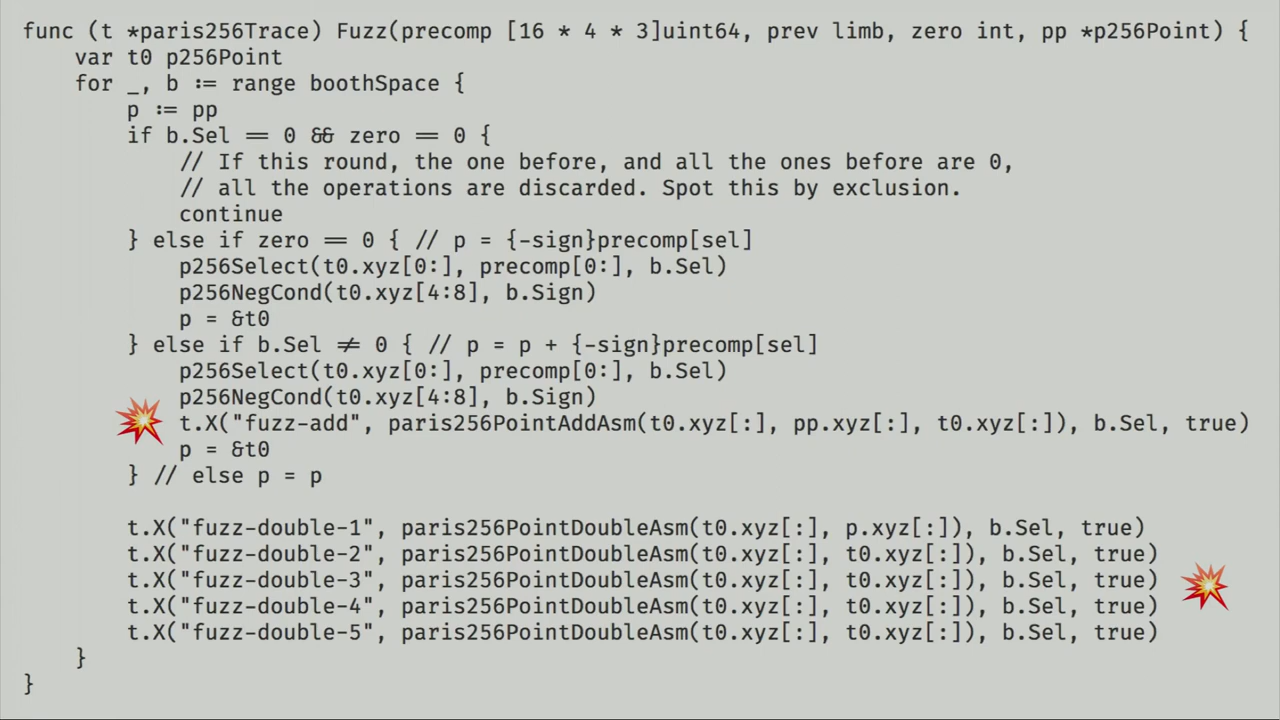 func (t *paris256Trace) Fuzz(precomp [16 * 4 * 3]uint64, prev limb, zero int, pp *p256Point) {
    var t0 p256Point
    for _, b := range boothSpace {
        p := pp
        if b.Sel == 0 && zero == 0 {
            // If this round, the one before, and all the ones before are 0,
            // all the operations are discarded. Spot this by exclusion.
            continue
        } else if zero == 0 { // p = {-sign}precomp[sel]
            p256Select(t0.xyz[0:], precomp[0:], b.Sel)
            p256NegCond(t0.xyz[4:8], b.Sign)
            p = &t0
        } else if b.Sel != 0 { // p = p + {-sign}precomp[sel]
            p256Select(t0.xyz[0:], precomp[0:], b.Sel)
            p256NegCond(t0.xyz[4:8], b.Sign)
            t.X("fuzz-add", paris256PointAddAsm(t0.xyz[:], pp.xyz[:], t0.xyz[:]), b.Sel, true)
            p = &t0
        } // else p = p

        t.X("fuzz-double-1", paris256PointDoubleAsm(t0.xyz[:], p.xyz[:]), b.Sel, true)
        t.X("fuzz-double-2", paris256PointDoubleAsm(t0.xyz[:], t0.xyz[:]), b.Sel, true)
        t.X("fuzz-double-3", paris256PointDoubleAsm(t0.xyz[:], t0.xyz[:]), b.Sel, true)
        t.X("fuzz-double-4", paris256PointDoubleAsm(t0.xyz[:], t0.xyz[:]), b.Sel, true)
        t.X("fuzz-double-5", paris256PointDoubleAsm(t0.xyz[:], t0.xyz[:]), b.Sel, true)
    }
}